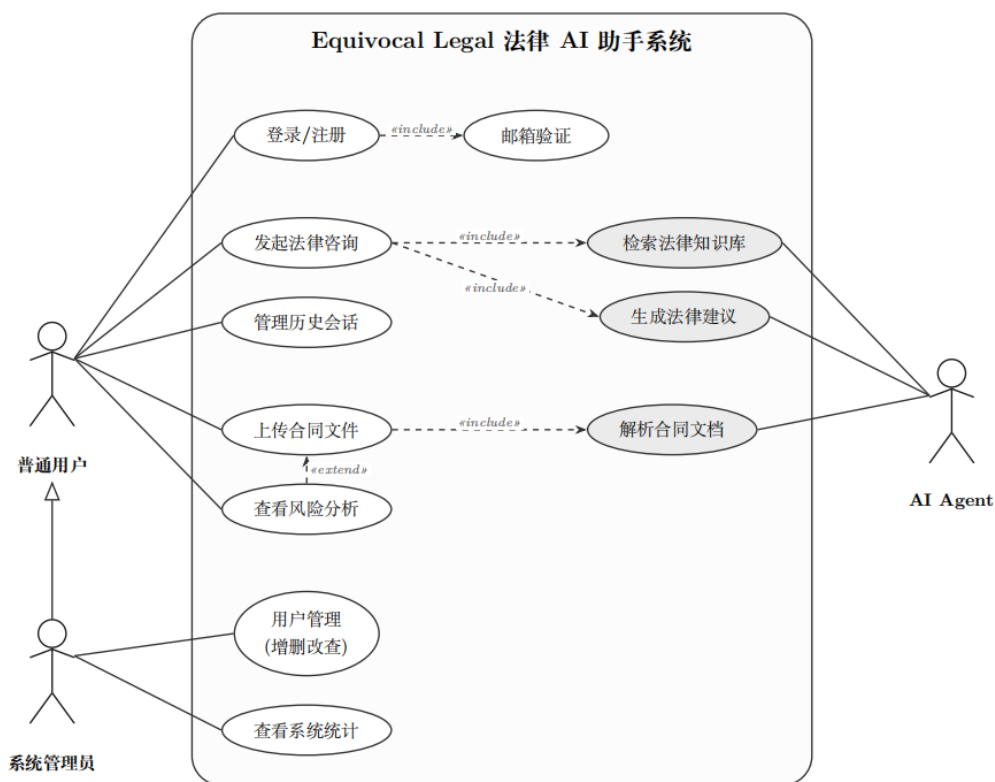 Equivocal Legal 法律 AI 助手系统
登录/注册
«include»
邮箱验证
发起法律咨询
«include»
检索法律知识库
«include»
生成法律建议
管理历史会话
上传合同文件
«include»
解析合同文档
«extend»
查看风险分析
普通用户
AI Agent
用户管理
(增删改查)
查看系统统计
系统管理员